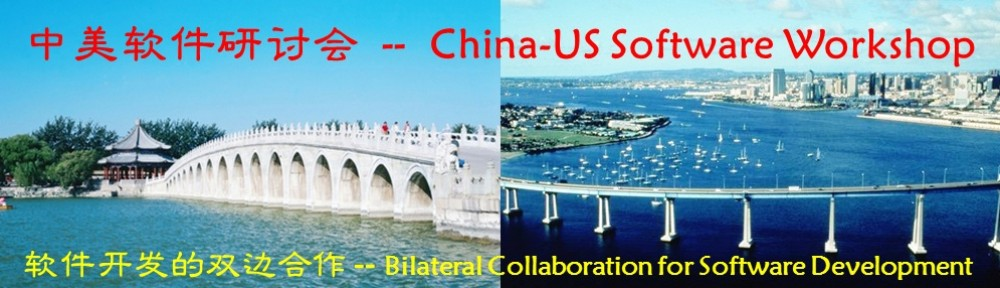 中美软件研讨会 -- China-US Software Workshop
软件开发的双边合作 -- Bilateral Collaboration for Software Development